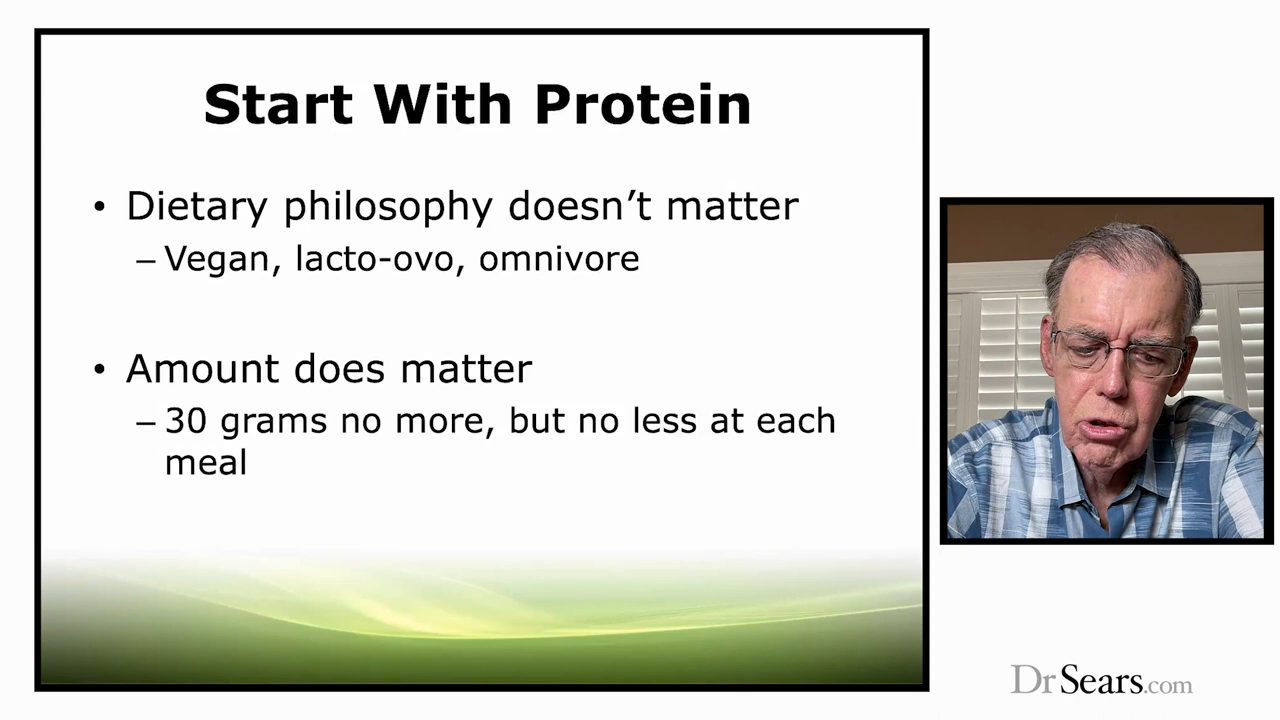 Start With Protein
• Dietary philosophy doesn’t matter
– Vegan, lacto-ovo, omnivore
• Amount does matter
– 30 grams no more, but no less at each
meal
DrSears.com